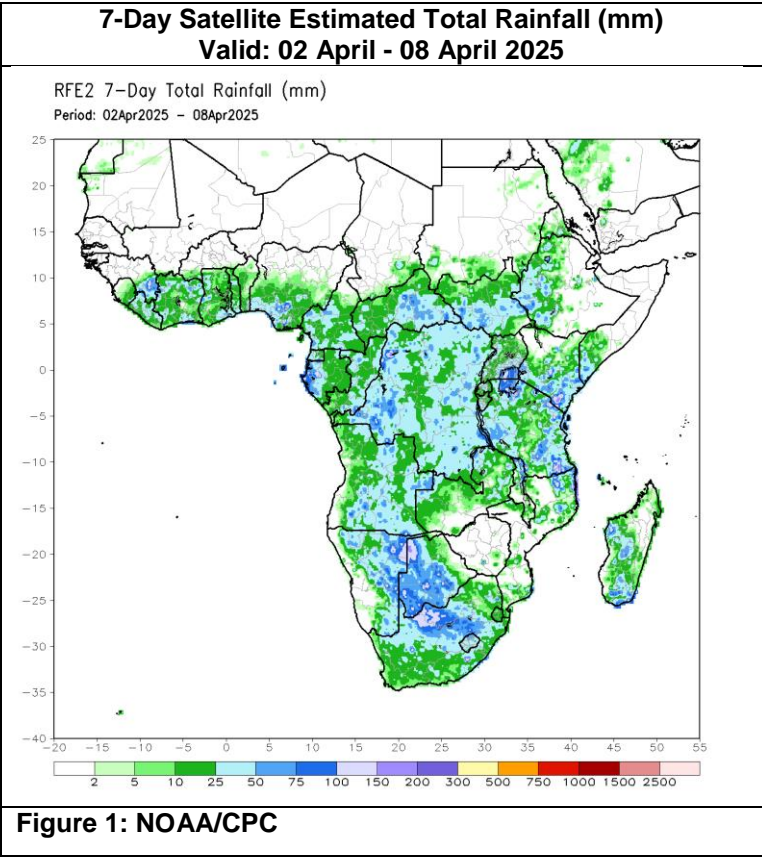 7-Day Satellite Estimated Total Rainfall (mm)
Valid: 02 April - 08 April 2025
RFE2 7-Day Total Rainfall (mm)
Period: 02Apr2025 - 08Apr2025
25
20
15
10
5
0
-5
-10
-15
-20
-25
-30
-35
-40
-20 -15 -10 -5 0 5 10 15 20 25 30 35 40 45 50 55
2 5 10 25 50 75 100 150 200 300 500 750 1000 1500 2500
Figure 1: NOAA/CPC